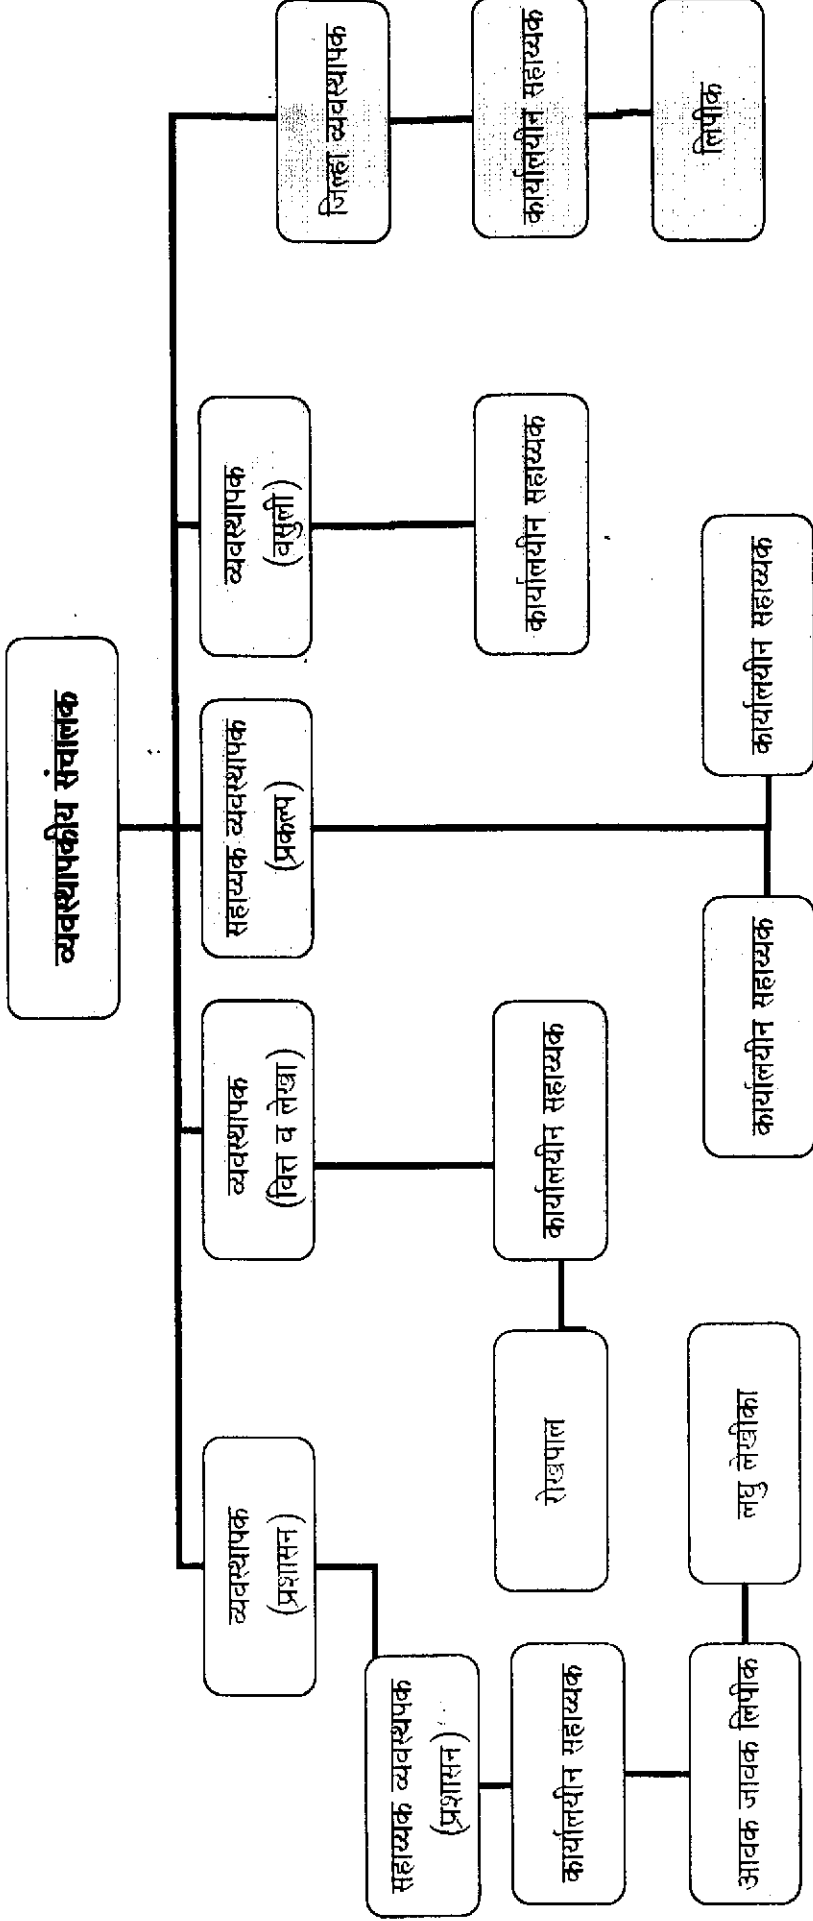 व्यवस्थापकीय संचालक
व्यवस्थापक
(प्रशासन)
व्यवस्थापक
(वित्त व लेखा)
सहाय्यक व्यवस्थापक
(प्रकल्प)
व्यवस्थापक
(वसुली)
जिल्हा व्यवस्थापक
सहाय्यक व्यवस्थापक
(प्रशासन)
कार्यालयीन सहाय्यक
रोखपाल
कार्यालयीन सहाय्यक
कार्यालयीन सहाय्यक
कार्यालयीन सहाय्यक
आवक जावक लिपीक
लघु लेखीका
कार्यालयीन सहाय्यक
कार्यालयीन सहाय्यक
लिपीक